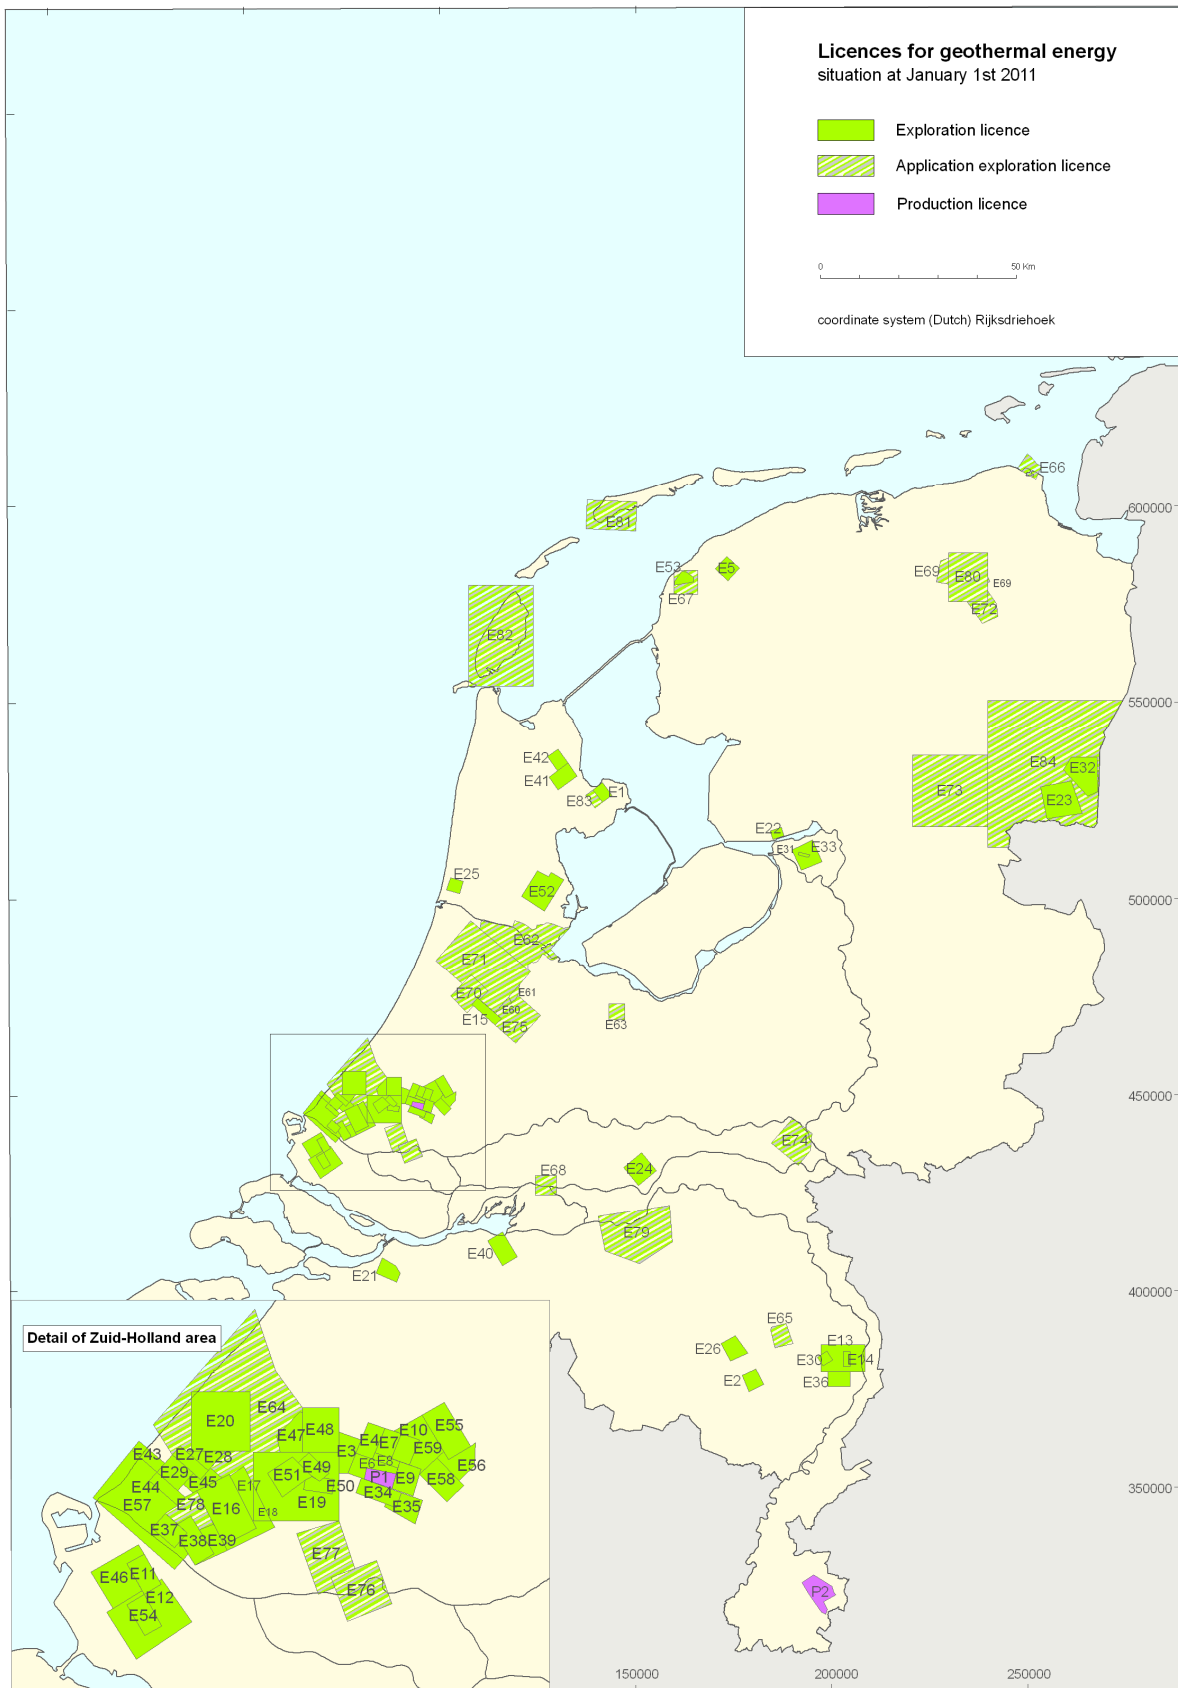 Licences for geothermal energy
situation at January 1st 2011
Exploration licence
Application exploration licence
Production licence
0 50 Km
coordinate system (Dutch) Rijksdriehoek
E66
E81
600000
E53
E5
E69
E80
E69
E67
E72
E82
550000
E42
E84
E32
E41
E73
E83
E1
E23
E22
E31
E33
E25
E52
500000
E62
E71
E70
E61
E60
E15
E75
E63
450000
E74
E68
E24
E79
E40
E21
400000
E65
E26
E13
E30
E14
E2
E36
350000
P2
150000 200000 250000
Detail of Zuid-Holland area
E64
E20
E55
E48
E10
E47
E4
E7
E59
E43
E3
E27
E28
E6
E8
E56
E29
E49
E51
P1
E9
E58
E45
E44
E17
E50
E34
E57
E78
E16
E18
E19
E35
E37
E38
E39
E77
E11
E46
E76
E12
E54